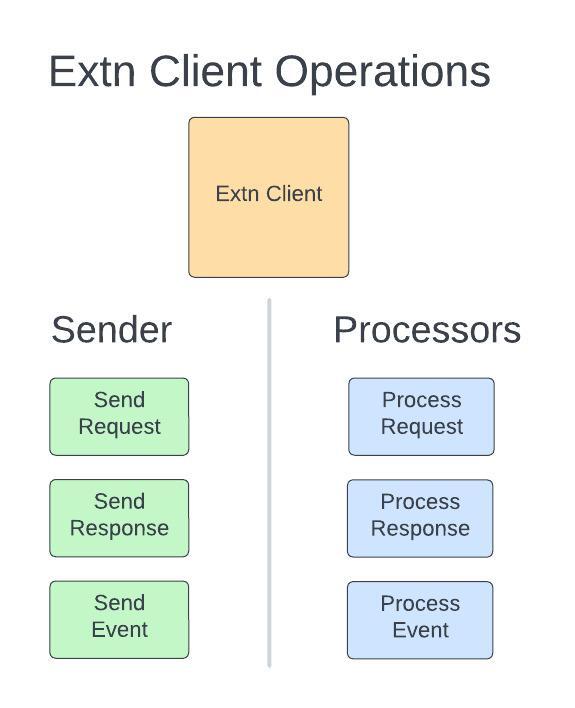 Extn Client Operations
Extn Client
Sender
Send
Request
Send
Response
Send
Event
Processors
Process
Request
Process
Response
Process
Event